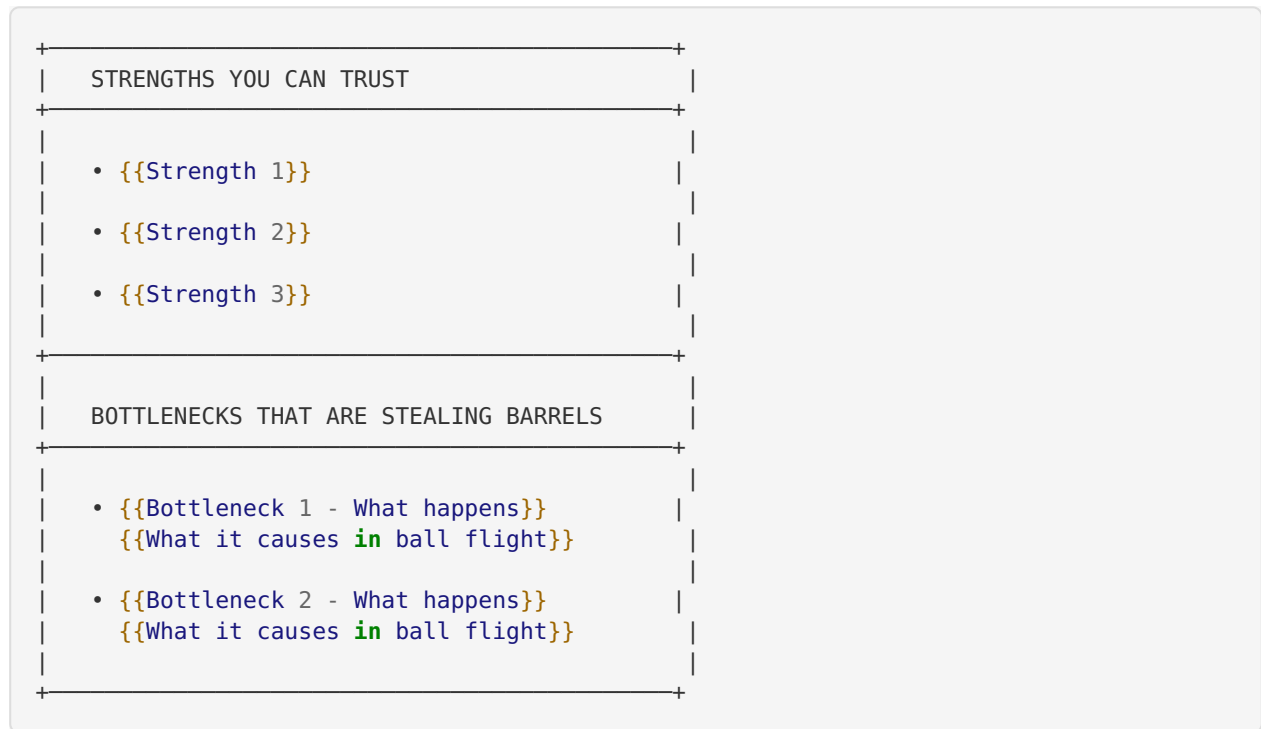 +──────────────────────────────────────────────+
|   STRENGTHS YOU CAN TRUST                     |
+──────────────────────────────────────────────+
|                                               |
|   • {{Strength 1}}                           |
|                                               |
|   • {{Strength 2}}                           |
|                                               |
|   • {{Strength 3}}                           |
|                                               |
+──────────────────────────────────────────────+
|                                               |
|   BOTTLENECKS THAT ARE STEALING BARRELS       |
+──────────────────────────────────────────────+
|                                               |
|   • {{Bottleneck 1 - What happens}}          |
|     {{What it causes in ball flight}}         |
|                                               |
|   • {{Bottleneck 2 - What happens}}          |
|     {{What it causes in ball flight}}         |
|                                               |
+──────────────────────────────────────────────+